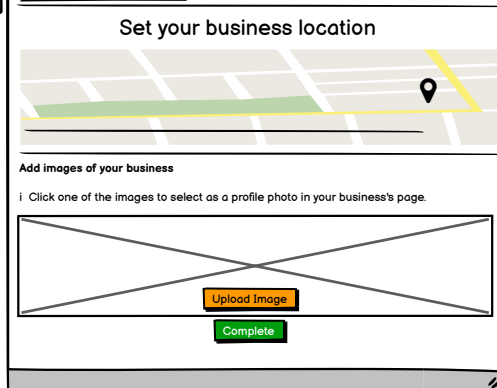 Set your business location
Add images of your business
i Click one of the images to select as a profile photo in your business's page.
Upload Image
Complete